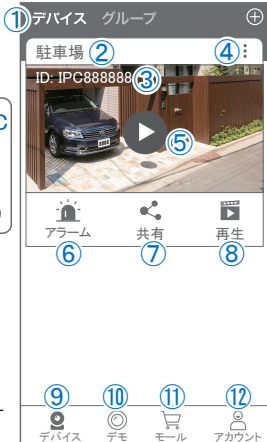 ① デバイス グループ
駐車場 ② ④
ID: IPC888888 ③
⑤
アラーム 共有 再生
⑥ ⑦ ⑧
⑨ ⑩ ⑪ ⑫
デバイス デモ モール アカウント
C